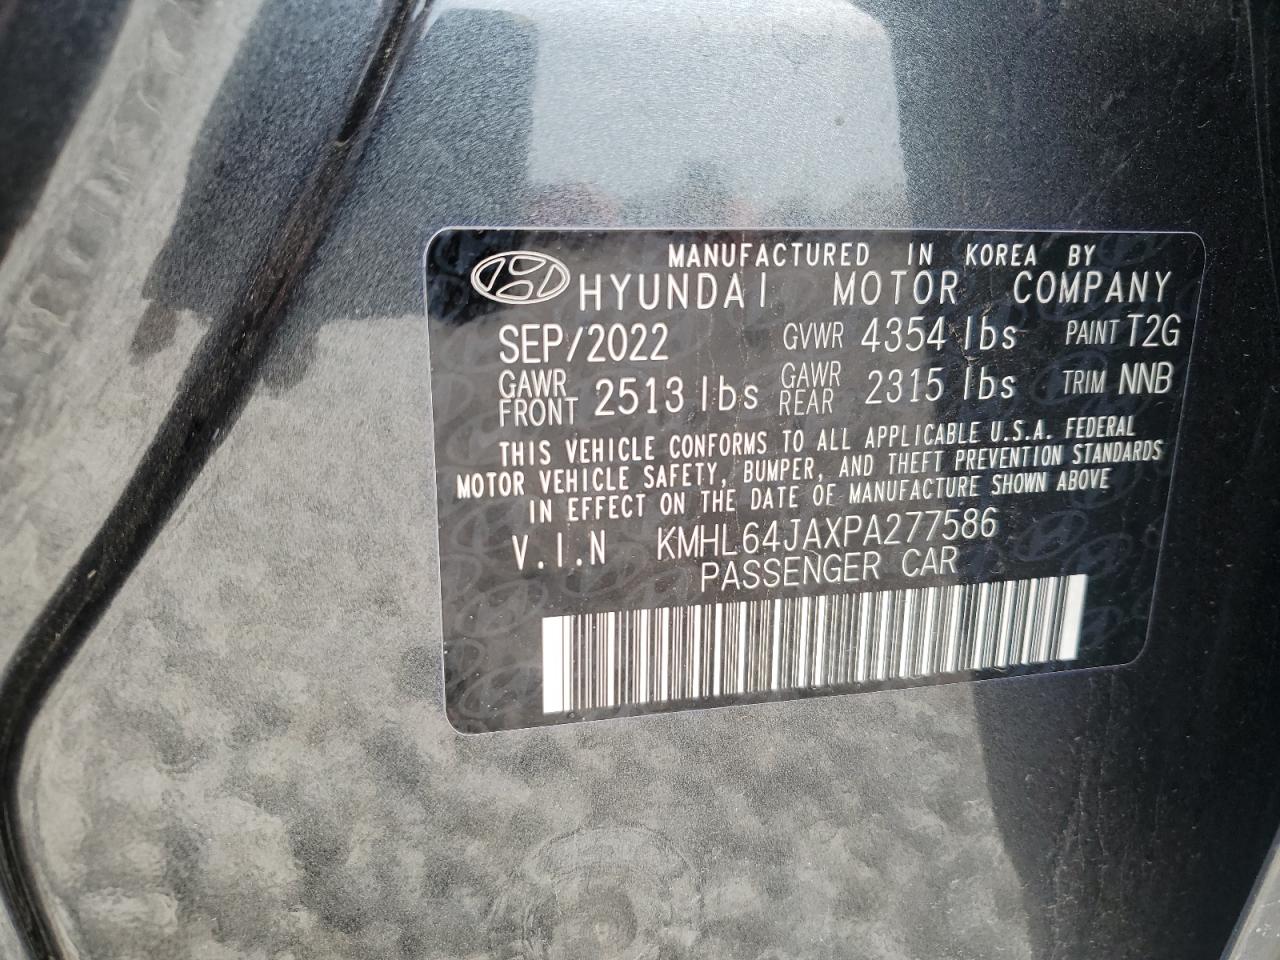 MANUFACTURED IN KOREA BY
HYUNDAI MOTOR COMPANY
SEP/2022 GVWR 4354 lbs PAINT T2G
GAWR FRONT 2513 lbs GAWR REAR 2315 lbs TRIM NNB
THIS VEHICLE CONFORMS TO ALL APPLICABLE U.S.A. FEDERAL
MOTOR VEHICLE SAFETY, BUMPER, AND THEFT PREVENTION STANDARDS
IN EFFECT ON THE DATE OF MANUFACTURE SHOWN ABOVE
V.I.N KMHL64JAXPA277586
PASSENGER CAR